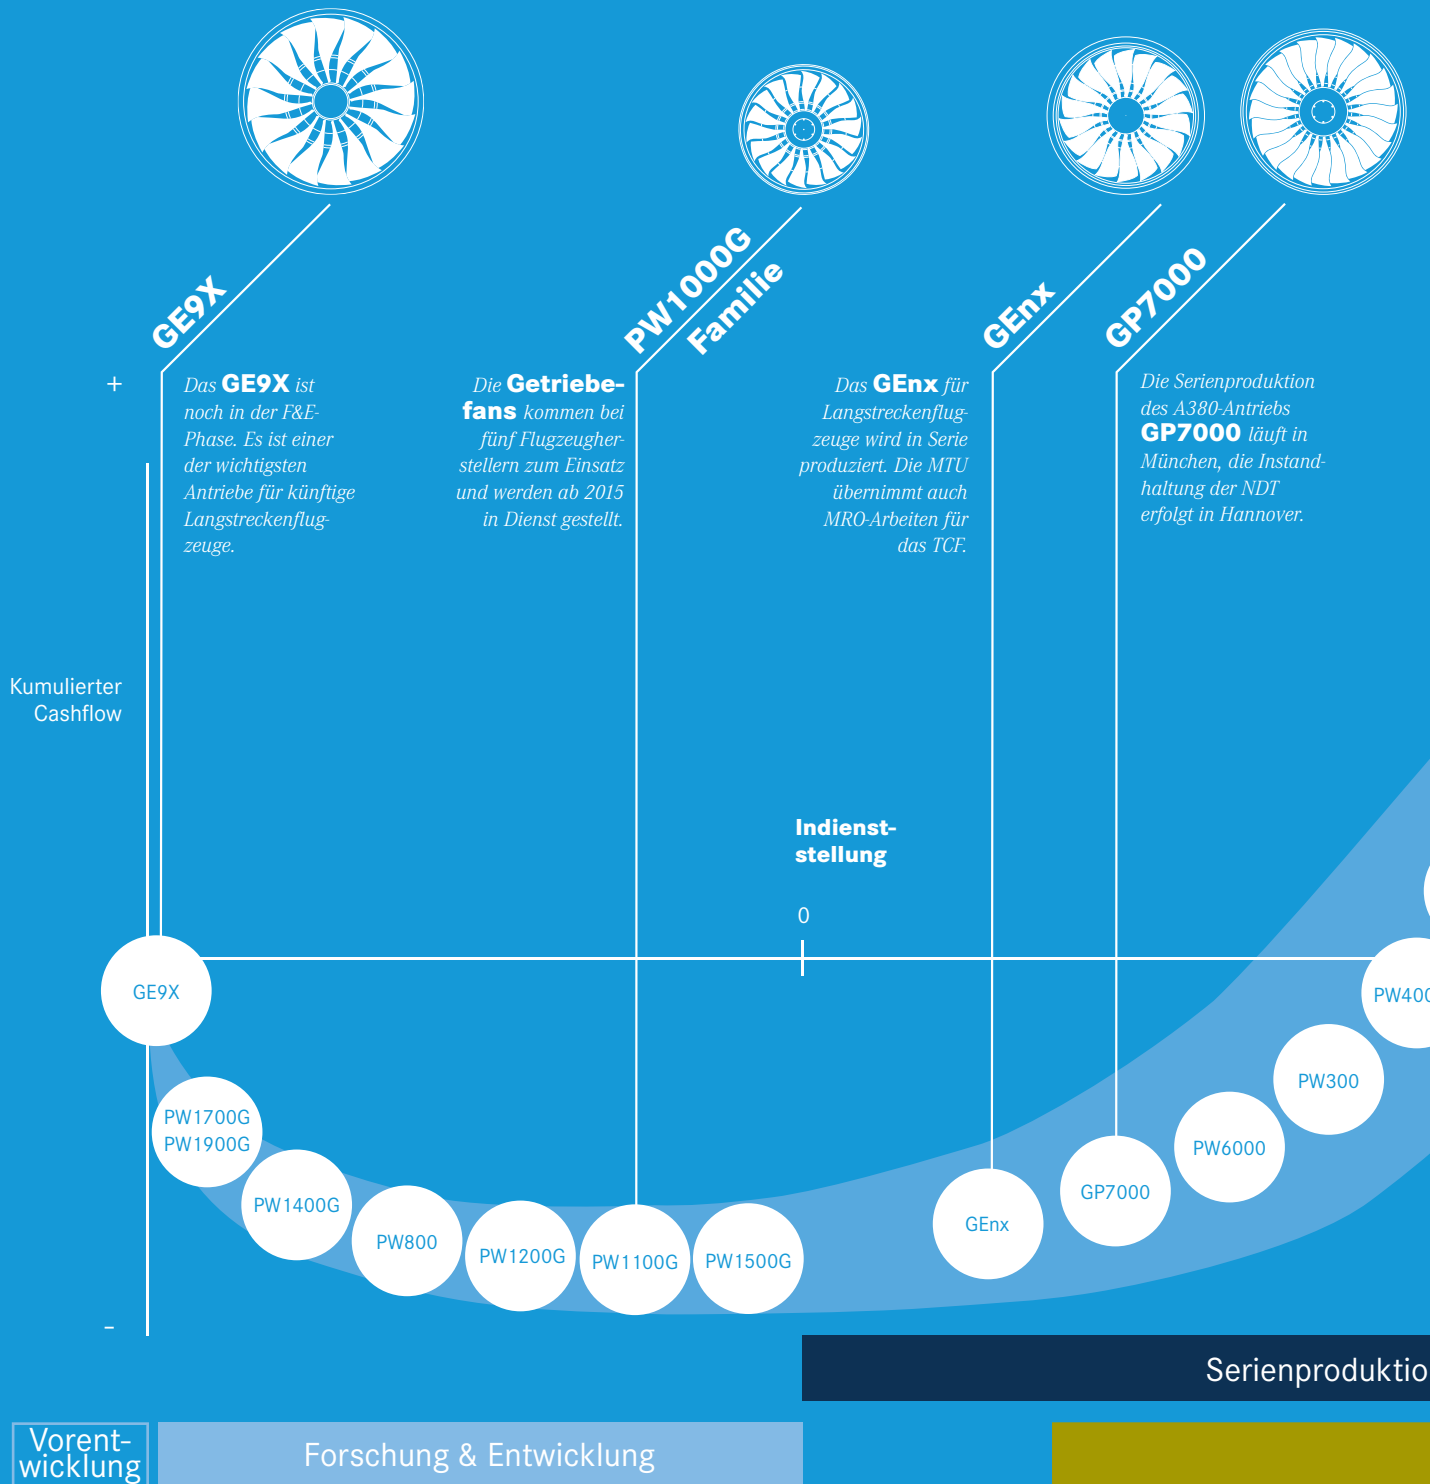 GE9X
PW1000G
Familie
GEnx
GP7000
+
Das GE9X ist
noch in der F&E-
Phase. Es ist einer
der wichtigsten
Antriebe für künftige
Langstreckenflug-
zeuge.
Die Getriebe-
fans kommen bei
fünf Flugzeugher-
stellern zum Einsatz
und werden ab 2015
in Dienst gestellt.
Das GEnx für
Langstreckenflug-
zeuge wird in Serie
produziert. Die MTU
übernimmt auch
MRO-Arbeiten für
das TCF.
Die Serienproduktion
des A380-Antriebs
GP7000 läuft in
München, die Instand-
haltung der NDT
erfolgt in Hannover.
Kumulierter
Cashflow
Indienst-
stellung
0
GE9X
PW1700G
PW1900G
PW1400G
PW800
PW1200G
PW1100G
PW1500G
GEnx
GP7000
PW6000
PW300
PW400
–
Serienproduktio
Vorent-
wicklung
Forschung & Entwicklung